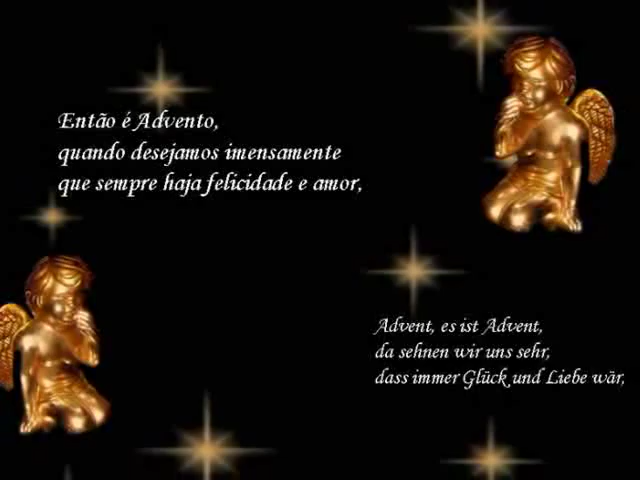 Então é Advento,
quando desejamos imensamente
que sempre haja felicidade e amor,
Advent, es ist Advent,
da sehnen wir uns sehr,
dass immer Glück und Liebe wär,